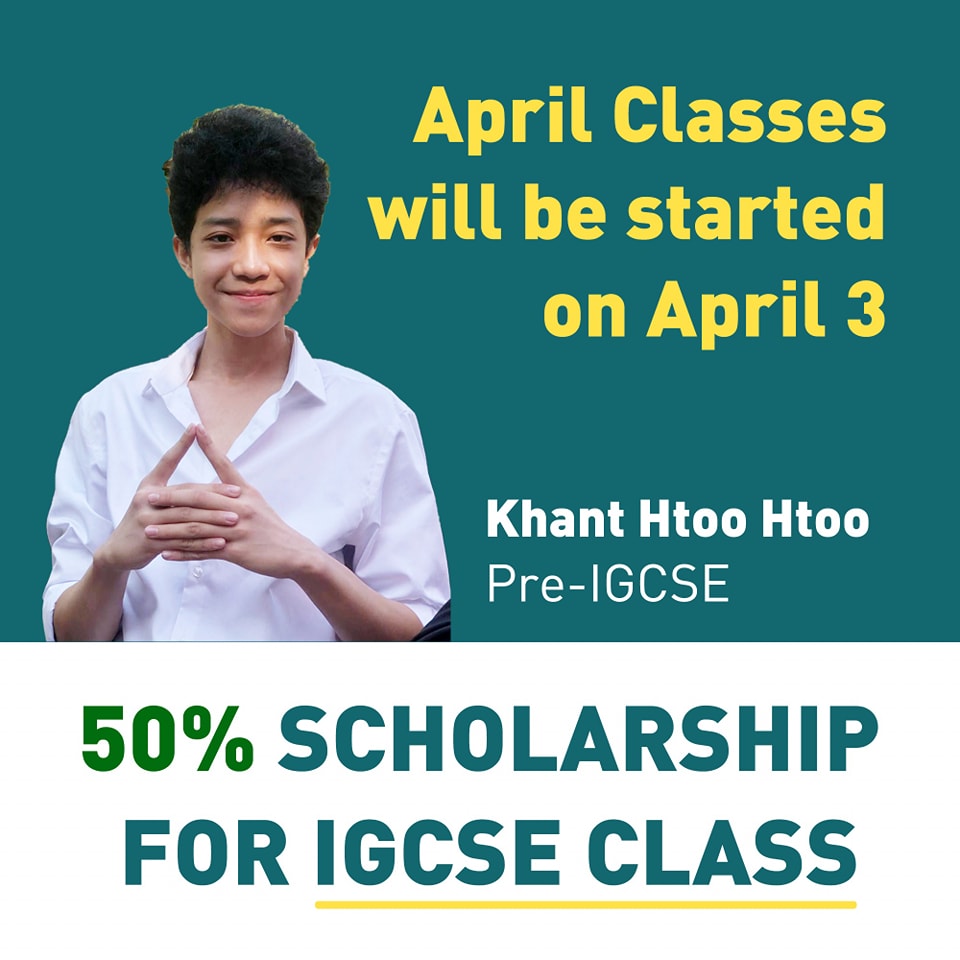 April Classes
will be started
on April 3
Khant Htoo Htoo
Pre-IGCSE
50% SCHOLARSHIP
FOR IGCSE CLASS